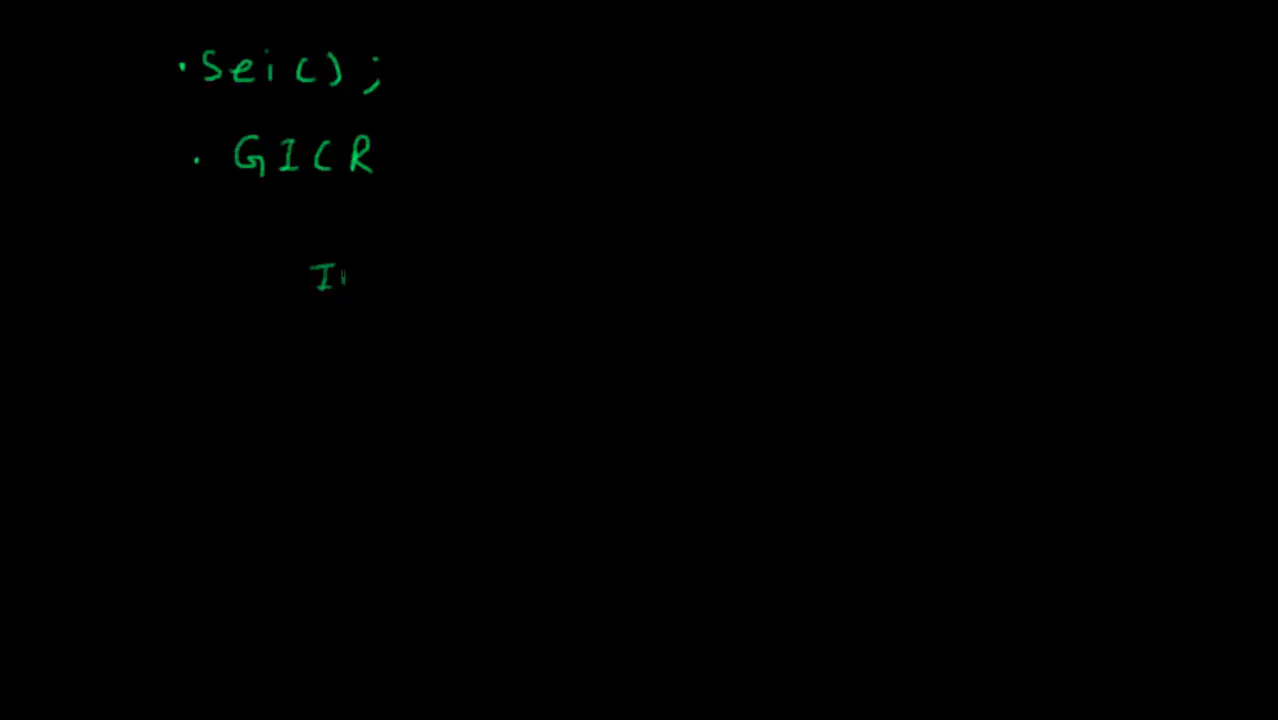 · Sei();
· GICR
I